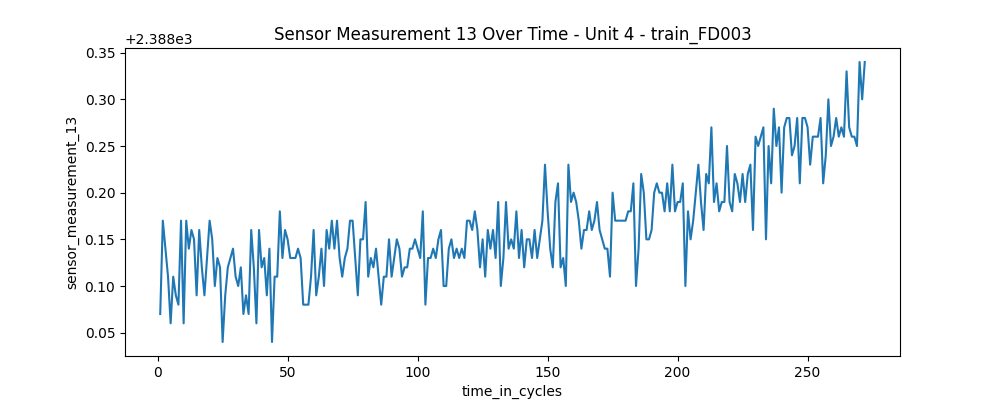 Sensor Measurement 13 Over Time - Unit 4 - train_FD003
+2.388e3
0.35
0.30
0.25
0.20
0.15
0.10
0.05
sensor_measurement_13
0 50 100 150 200 250
time_in_cycles